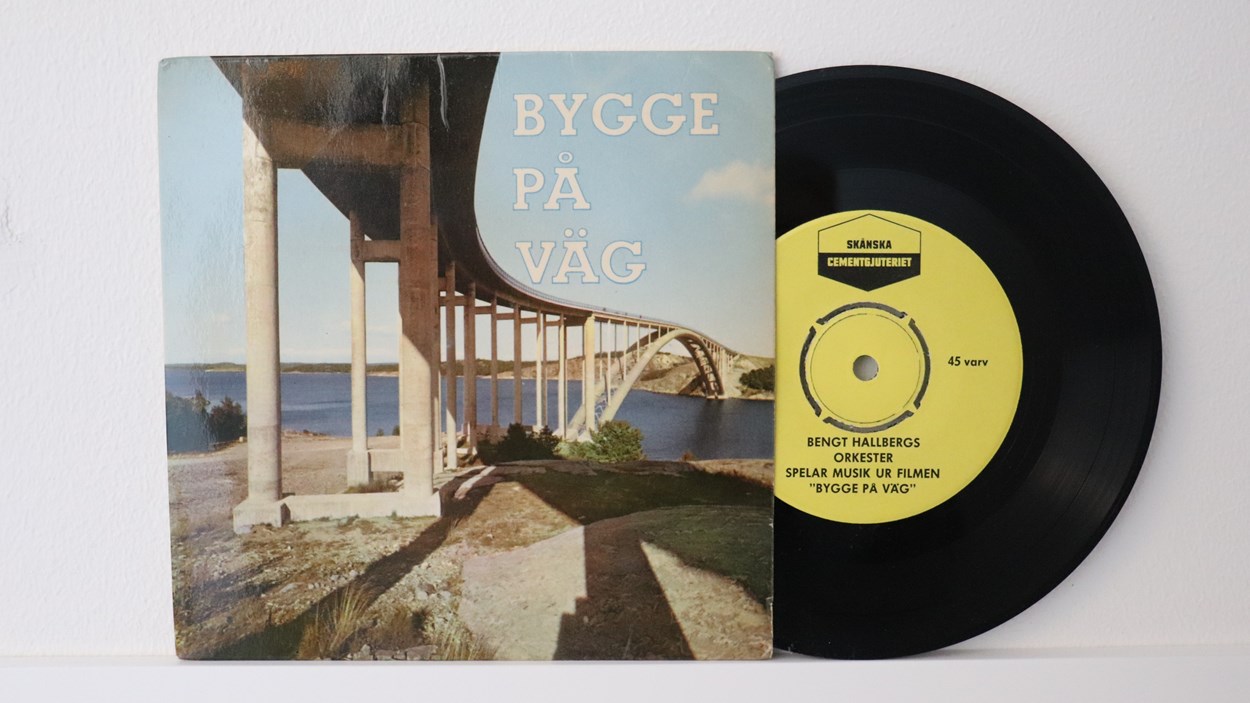 BYGGE
PÅ
VÄG
SKÅNSKA
CEMENTGJUTERIET
45 varv
BENGT HALLBERGS
ORKESTER
SPELAR MUSIK UR FILMEN
"BYGGE PÅ VÄG"